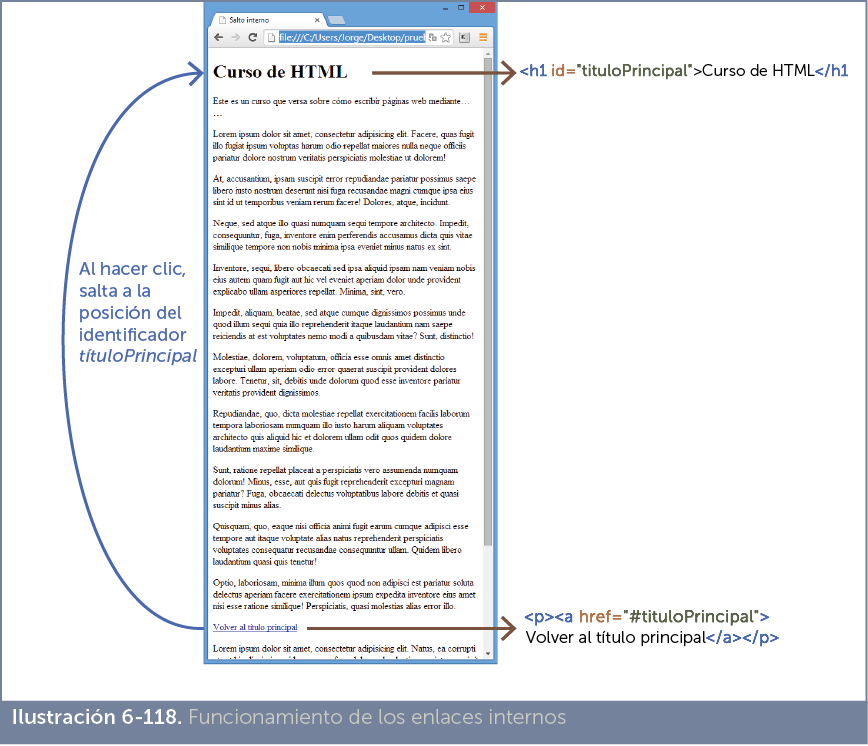 Salto interno
file:///C:/Users/Jorge/Desktop/prueb
Curso de HTML
<h1 id="tituloPrincipal">Curso de HTML</h1
Este es un curso que versa sobre cómo escribir páginas web mediante…
…
Lorem ipsum dolor sit amet, consectetur adipisicing elit. Facere, quas fugit
illo fugiat ipsum voluptas harum odio repellat maiores nulla neque officiis
pariatur dolore nostrum veritatis perspiciatis molestiae ut dolorem!
At, accusantium, ipsam suscipit error repudiandae pariatur possimus saepe
libero iusto nostrum deserunt nisi fuga recusandae magni cumque ipsa eius
sint id ut temporibus veniam rerum facere! Dolores, atque, incidunt.
Neque, sed atque illo quasi numquam sequi tempore architecto. Impedit,
consequuntur, fuga, inventore enim perferendis accusamus dicta quis vitae
similique tempore non nobis minima ipsa eveniet minus natus ex sint.
Inventore, sequi, libero obcaecati sed ipsa aliquid ipsam nam veniam nobis
eius autem quam fugit aut hic vel eveniet aperiam dolor unde provident
explicabo ullam asperiores repellat. Minima, sint, vero.
Al hacer clic,
salta a la
posición del
identificador
títuloPrincipal
Impedit, aliquam, beatae, sed atque cumque dignissimos possimus unde
quod illum sequi quia illo reprehenderit itaque laudantium nam saepe
reiciendis at est voluptates nemo modi a quibusdam vitae? Sunt, distinctio!
Molestiae, dolorem, voluptatum, officia esse omnis amet distinctio
excepturi ullam aperiam odio error quaerat suscipit provident dolores
labore. Tenetur, sit, debitis unde dolorum quod esse inventore pariatur
veritatis provident dignissimos.
Repudiandae, quo, dicta molestiae repellat exercitationem facilis laborum
tempora laboriosam numquam illo iusto harum aliquam voluptates
architecto quis aliquid hic et dolorem ullam odit quos quidem dolore
laudantium maxime similique.
Sunt, ratione repellat placeat a perspiciatis vero assumenda numquam
dolorum! Minus, esse, aut quis fugit reprehenderit excepturi magnam
pariatur? Fuga, obcaecati delectus voluptatibus labore debitis et quasi
suscipit minus alias.
Quisquam, quo, eaque nisi officia animi fugit earum cumque adipisci esse
tempore aut itaque voluptate alias natus reprehenderit perspiciatis
voluptates consequatur recusandae consequuntur ullam. Quidem libero
laudantium quasi quis tenetur!
Optio, laboriosam, minima illum quos quod non adipisci est pariatur soluta
delectus aperiam facere exercitationem ipsum expedita inventore eius amet
nisi esse ratione similique! Perspiciatis, quasi molestias alias error illo.
Volver al título principal
<p><a href="#tituloPrincipal">
Volver al título principal</a></p>
Lorem ipsum dolor sit amet, consectetur adipisicing elit. Natus, ea corrupti
Ilustración 6-118. Funcionamiento de los enlaces internos